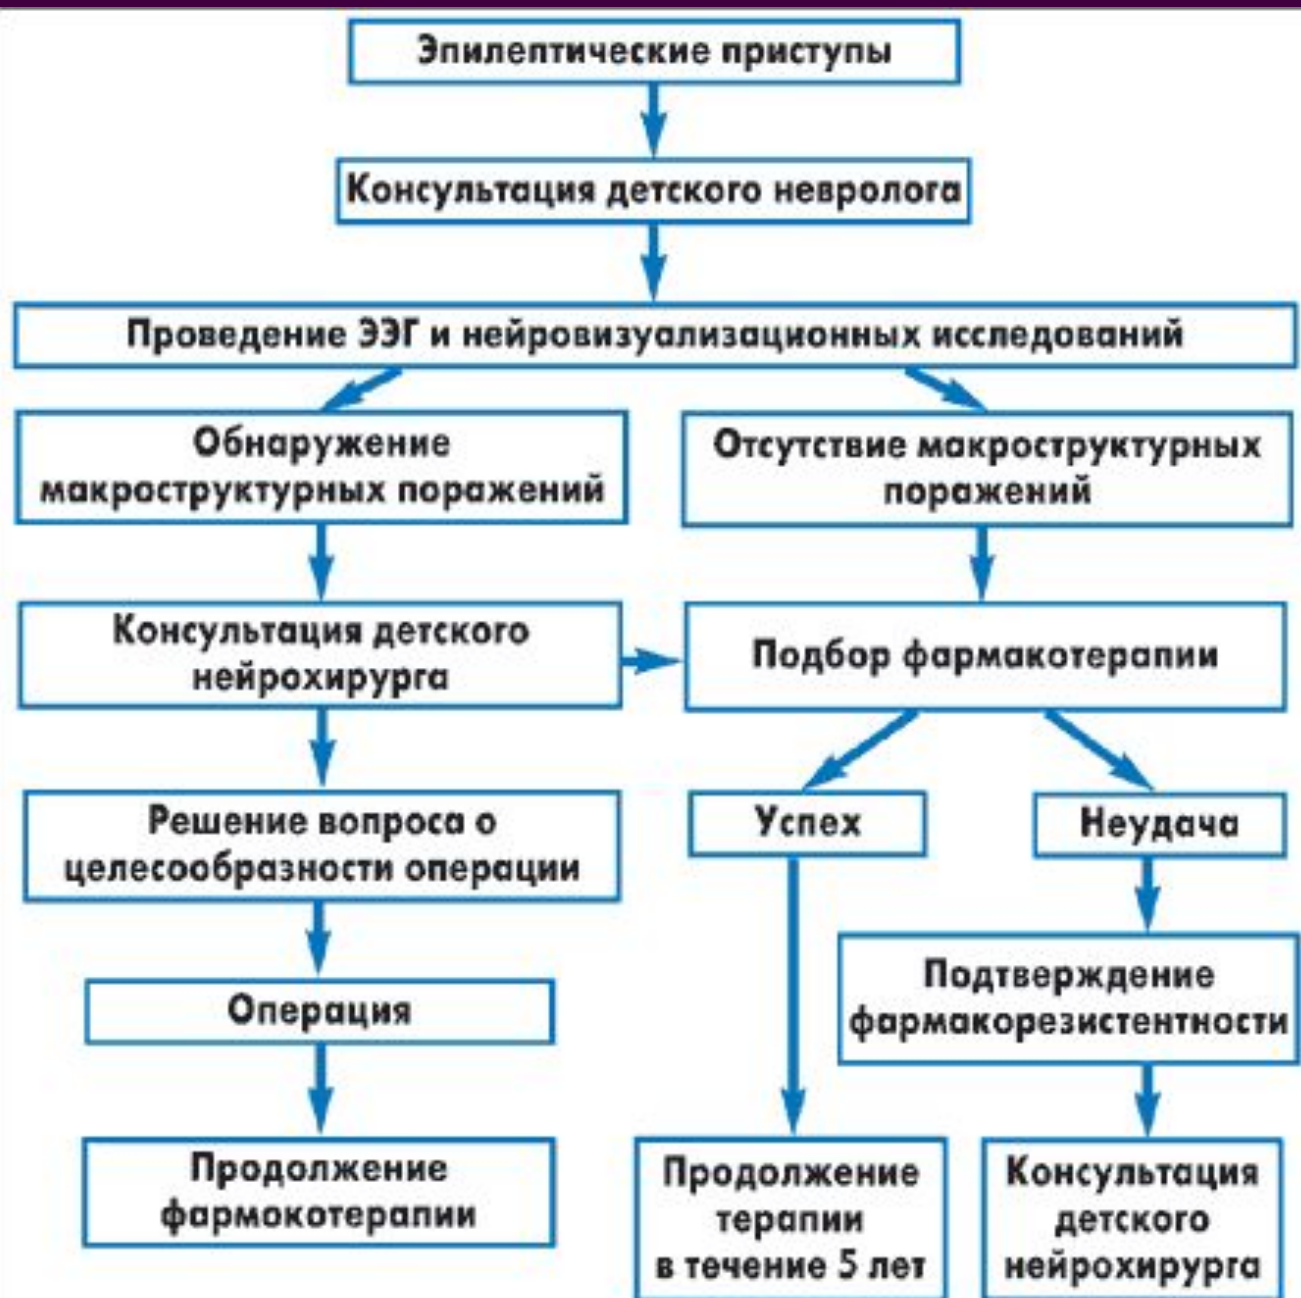 Эпилептические приступы
Консультация детского невролога
Проведение ЭЭГ и нейровизуализационных исследований
Обнаружение
макроструктурных поражений
Отсутствие макроструктурных
поражений
Консультация детского
нейрохирурга
Подбор фармакотерапии
Решение вопроса о
целесообразности операции
Успех
Неудача
Операция
Подтверждение
фармакорезистентности
Продолжение
фармокотерапии
Продолжение
терапии
в течение 5 лет
Консультация
детского
нейрохирурга